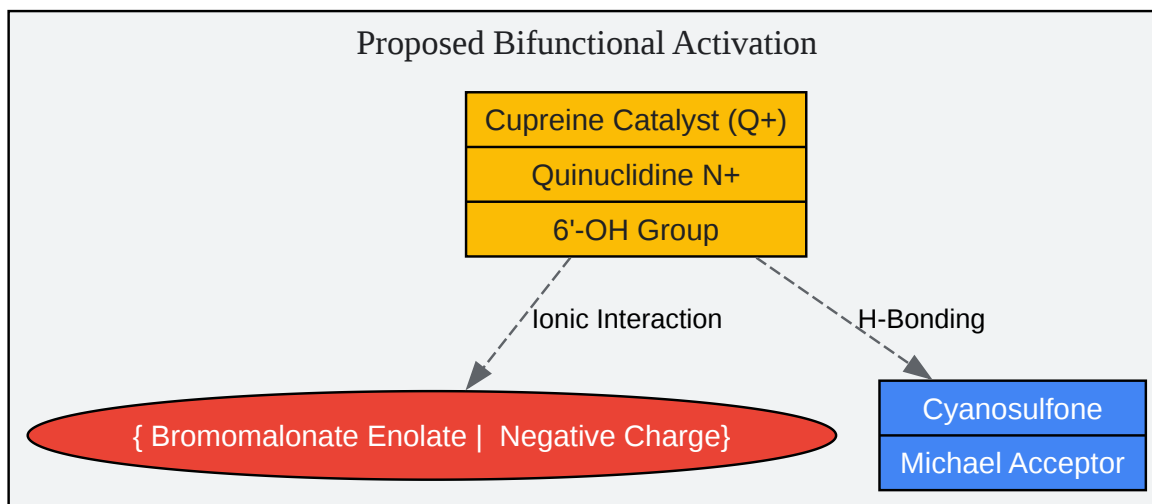 Proposed Bifunctional Activation
Cupreine Catalyst (Q+)
Quinuclidine N+
6'-OH Group
Ionic Interaction
H-Bonding
{ Bromomalonate Enolate |  Negative Charge}
Cyanosulfone
Michael Acceptor